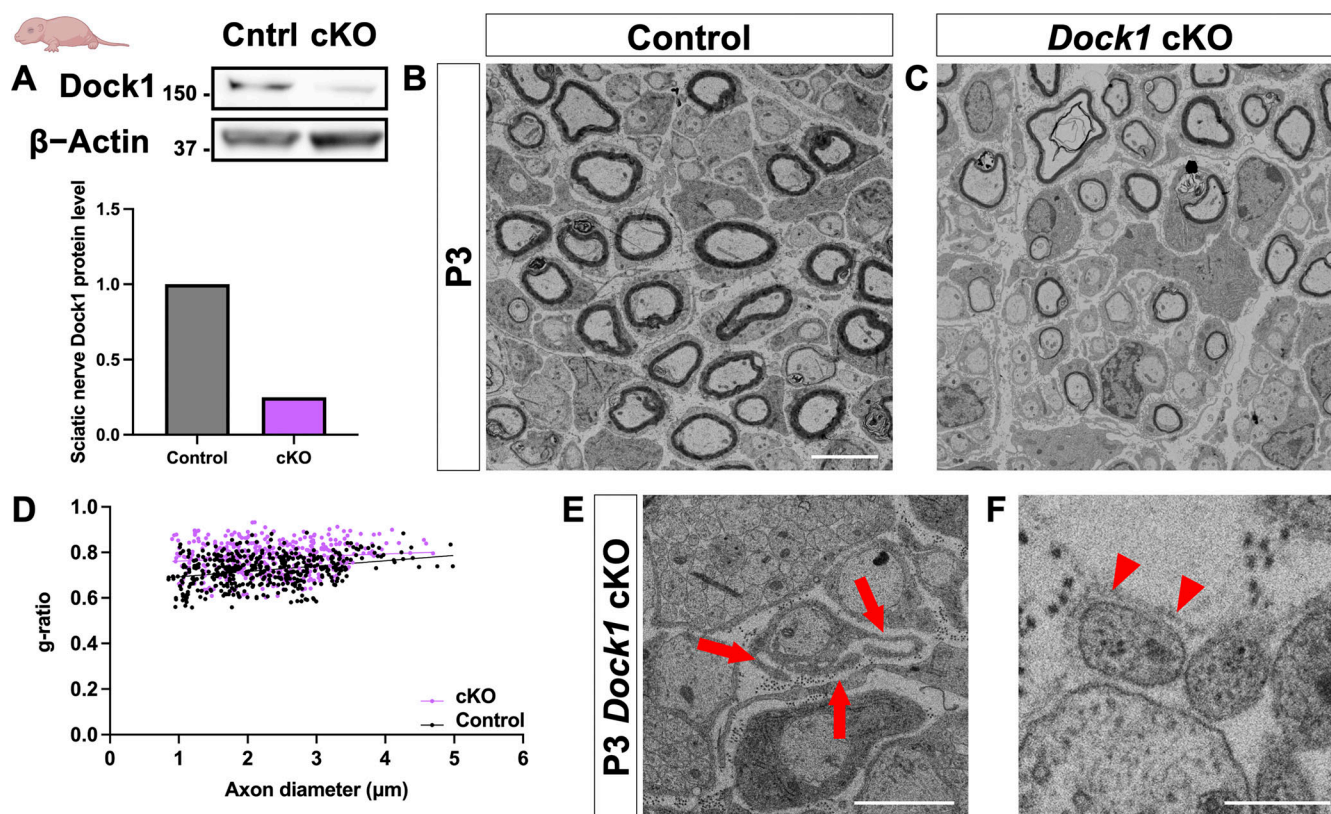 Cntrl cKO
Control
Dock1 cKO
A
Dock1
150 -
β−Actin
37 -
B
C
P3
Sciatic nerve Dock1 protein level
1.5
1.0
0.5
0.0
Control
cKO
D
g-ratio
1.0
0.8
0.6
0.4
0.2
0.0
0
1
2
3
4
5
6
cKO
Control
Axon diameter (μm)
E
P3 Dock1 cKO
F